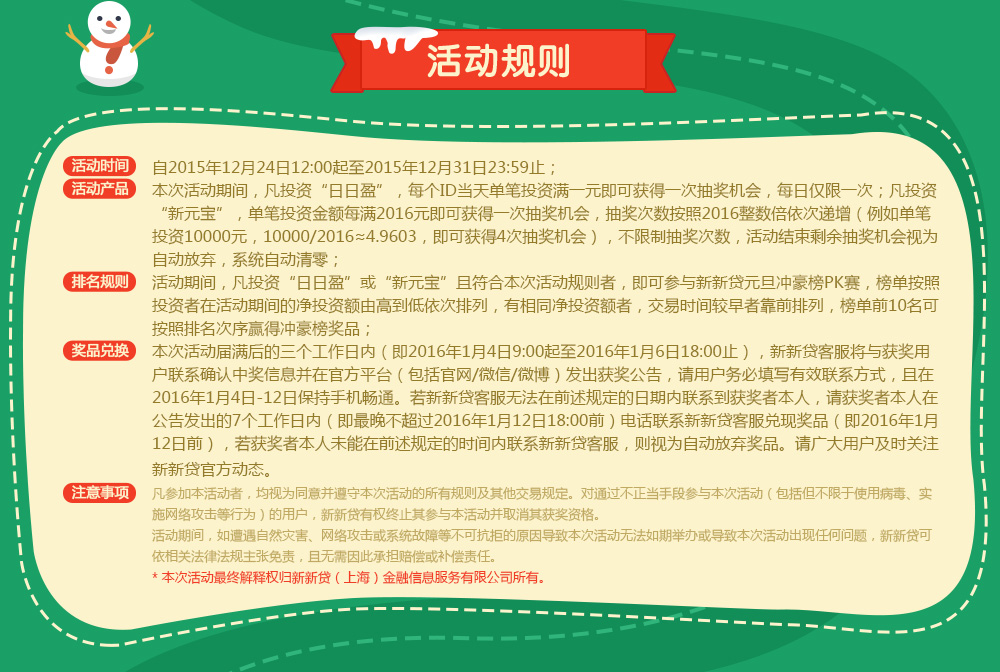 活动规则
活动时间 自2015年12月24日12:00起至2015年12月31日23:59止；
活动产品 本次活动期间，凡投资“日日盈”，每个ID当天单笔投资满一元即可获得一次抽奖机会，每日仅限一次；凡投资
“新元宝”，单笔投资金额每满2016元即可获得一次抽奖机会，抽奖次数按照2016整数倍依次递增（例如单笔
投资10000元，10000/2016≈4.9603，即可获得4次抽奖机会），不限制抽奖次数，活动结束剩余抽奖机会视为
自动放弃，系统自动清零；
排名规则 活动期间，凡投资“日日盈”或“新元宝”且符合本次活动规则者，即可参与新新贷元旦冲豪榜PK赛，榜单按照
投资者在活动期间的净投资额由高到低依次排列，有相同净投资额者，交易时间较早者靠前排列，榜单前10名可
按照排名次序赢得冲豪榜奖品；
奖品兑换 本次活动届满后的三个工作日内（即2016年1月4日9:00起至2016年1月6日18:00止），新新贷客服将与获奖用
户联系确认中奖信息并在官方平台（包括官网/微信/微博）发出获奖公告，请用户务必填写有效联系方式，且在
2016年1月4日-12日保持手机畅通。若新新贷客服无法在前述规定的日期内联系到获奖者本人，请获奖者本人在
公告发出的7个工作日内（即最晚不超过2016年1月12日18:00前）电话联系新新贷客服兑现奖品（即2016年1月
12日前），若获奖者本人未能在前述规定的时间内联系新新贷客服，则视为自动放弃奖品。请广大用户及时关注
新新贷官方动态。
注意事项 凡参加本活动者，均视为同意并遵守本次活动的所有规则及其他交易规定。对通过不正当手段参与本次活动（包括但不限于使用病毒、实
施网络攻击等行为）的用户，新新贷有权终止其参与本活动并取消其获奖资格。
活动期间，如遭遇自然灾害、网络攻击或系统故障等不可抗拒的原因导致本次活动无法如期举办或导致本次活动出现任何问题，新新贷可
依相关法律法规主张免责，且无需因此承担赔偿或补偿责任。
* 本次活动最终解释权归新新贷（上海）金融信息服务有限公司所有。